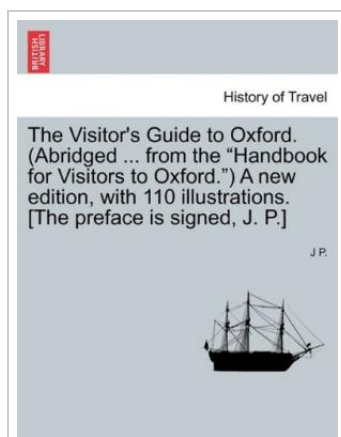 BRITISH
LIBRARY
History of Travel
The Visitor's Guide to Oxford.
(Abridged ... from the “Handbook
for Visitors to Oxford.”) A new
edition, with 110 illustrations.
[The preface is signed, J. P.]
J P.